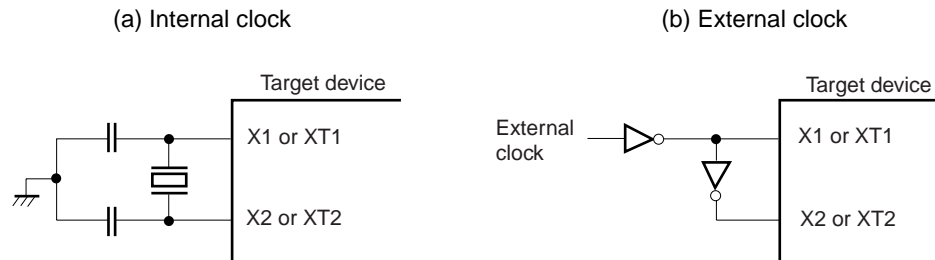 (a) Internal clock
Target device
X1 or XT1
X2 or XT2
(b) External clock
Target device
External
clock
X1 or XT1
X2 or XT2